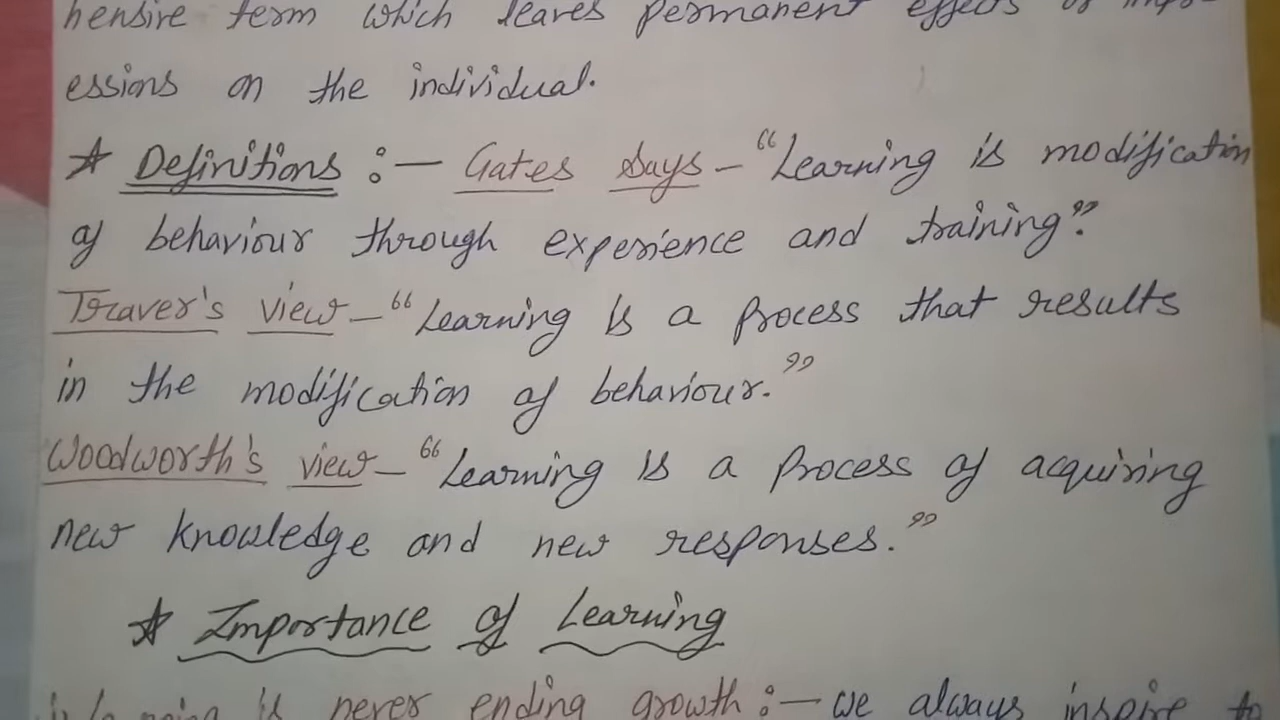 hensive term which leaves permanent effects or impr-
essions on the individual.
☆ Definitions :— Gates Says – “Learning is modification
of behaviour through experience and training”.
Traver's view – “Learning is a process that results
in the modification of behaviour.”
Woodworth's view – “Learning is a process of acquiring
new knowledge and new responses.”
☆ Importance of Learning
is never ending growth :— we always inspire to